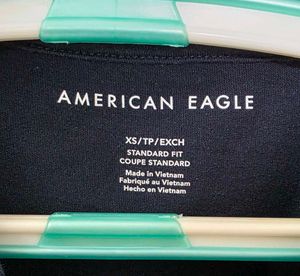 AMERICAN EAGLE
XS/TP/EXCH
STANDARD FIT
COUPE STANDARD
Made in Vietnam
Fabriqué au Vietnam
Hecho en Vietnam